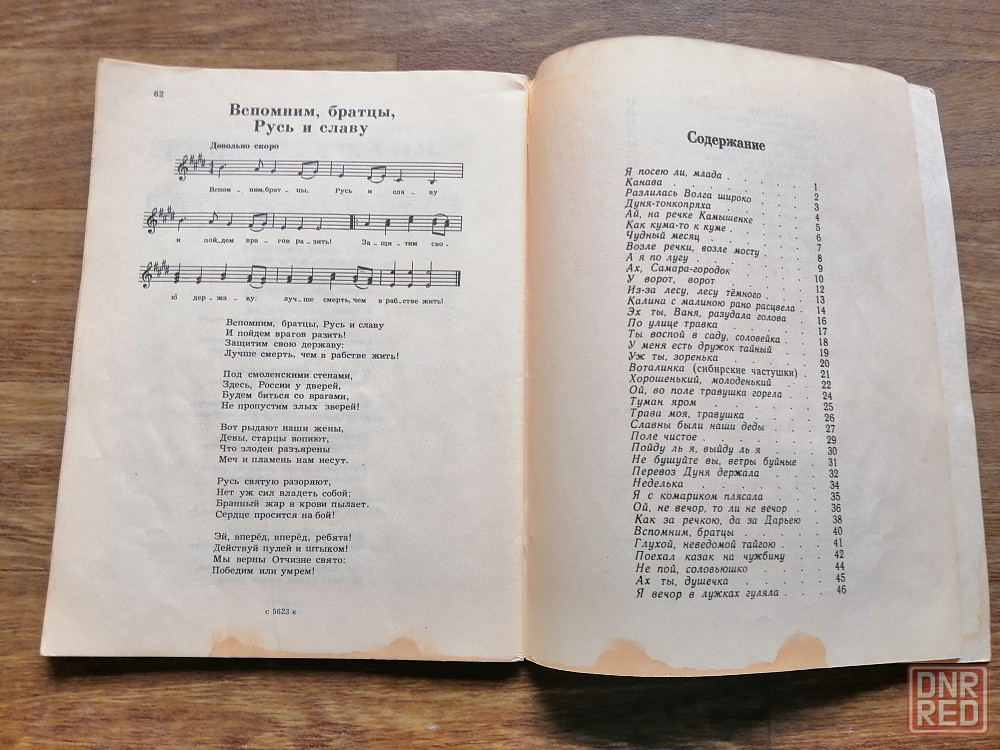 62
Вспомним, братцы,
Русь и славу
Довольно скоро
Вспом - ним, брат - цы, Русь и сла - ву
и пой_дем вра - гов ра - зить! За - щи - тим сво -
ю дер - жа - ву: луч - ше смерть, чем в раб - стве жить!
Вспомним, братцы, Русь и славу
И пойдем врагов разить!
Защитим свою державу:
Лучше смерть, чем в рабстве жить!
Под смоленскими стенами,
Здесь, России у дверей,
Будем биться со врагами,
Не пропустим злых зверей!
Вот рыдают наши жены,
Девы, старцы вопиют,
Что злодеи разъярены
Меч и пламень нам несут.
Русь святую разоряют,
Нет уж сил владеть собой;
Бранный жар в крови пылает.
Сердце просится на бой!
Эй, вперёд, вперёд, ребята!
Действуй пулей и штыком!
Мы верны Отчизне свято:
Победим или умрем!
с 5623 к
Содержание
Я посею ли, млада . . . . . 1
Канава . . . . . . . 2
Разлилась Волга широко . . . . 3
Дуня-тонкопряха . . . . . 4
Ай, на речке Камышенке . . . . 5
Как кума-то к куме . . . . . 6
Чудный месяц . . . . . . 7
Возле речки, возле мосту . . . . 8
А я по лугу . . . . . . 9
Ах, Самара-городок . . . . . 10
У ворот, ворот . . . . . . 12
Из-за лесу, лесу тёмного . . . . 13
Калина с малиною рано расцвела . 14
Эх ты, Ваня, разудала голова . . 16
По улице травка . . . . . 17
Ты воспой в саду, соловейка . . . 18
У меня есть дружок тайный . . . 19
Уж ты, зоренька . . . . . 20
Воталинка (сибирские частушки) . 21
Хорошенький, молоденький . . . 22
Ой, во поле травушка горела . . . 24
Туман яром . . . . . . 25
Трава моя, травушка . . . . 26
Славны были наши деды . . . . 27
Поле чистое . . . . . . 29
Пойду ль я, выйду ль я . . . . 30
Не бушуйте вы, ветры буйные . . 31
Перевоз Дуня держала . . . . 32
Неделька . . . . . . . 34
Я с комариком плясала . . . . 35
Ой, не вечор, то ли не вечор . . . 36
Как за речкою, да за Дарьею . . 38
Вспомним, братцы . . . . . 40
Глухой, неведомой тайгою . . . 41
Поехал казак на чужбину . . . 42
Не пой, соловьюшко . . . . 44
Ах ты, душечка . . . . . 45
Я вечор в лужках гуляла . . . 46
DNR
RED